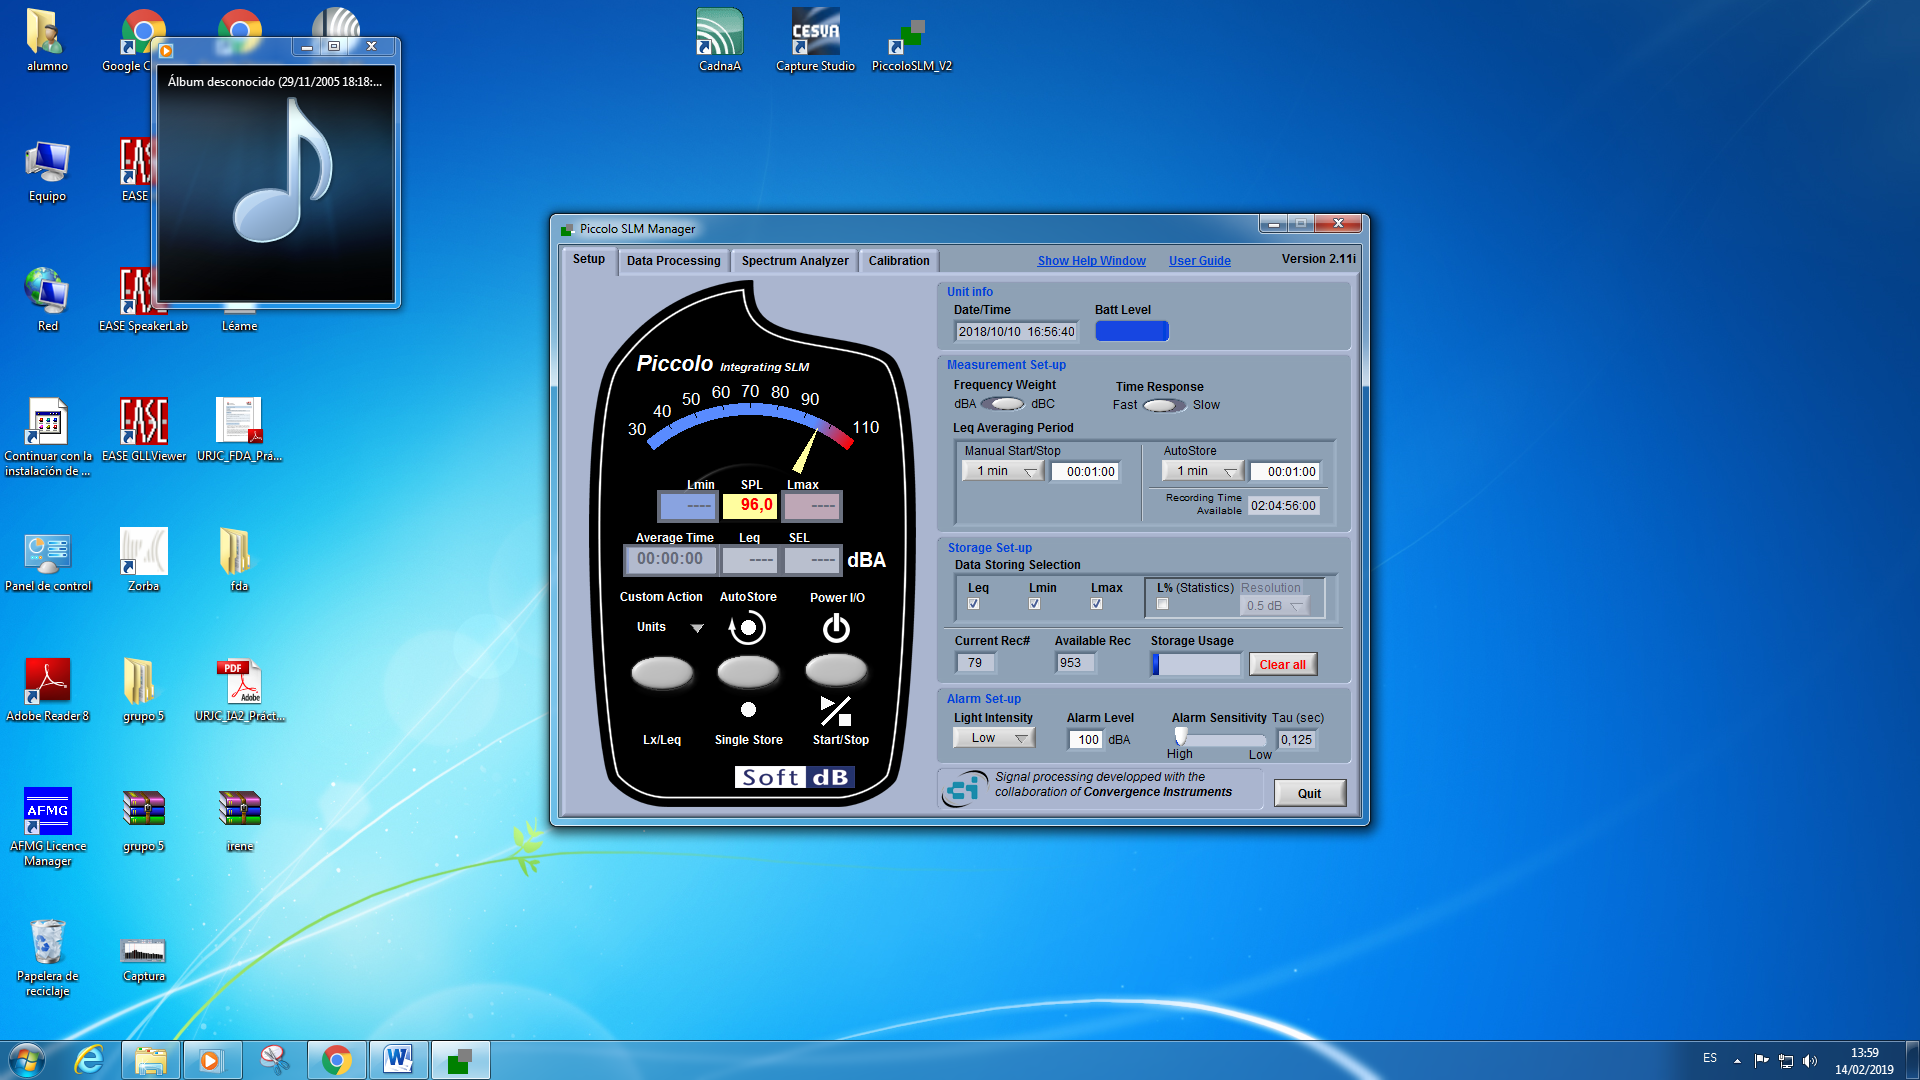 alumno
Google C
CadnaA
CESVA
Capture Studio
PiccoloSLM_V2
Álbum desconocido (29/11/2005 18:18:...
Equipo
EASE
Red
EASE SpeakerLab
Léame
Continuar con la
instalación de ...
EASE
EASE GLLViewer
URJC_FDA_Prá...
Panel de control
Zorba
fda
Adobe Reader 8
grupo 5
PDF
Adobe
URJC_IA2_Práct...
AFMG
AFMG Licence
Manager
grupo 5
irene
Papelera de
reciclaje
Captura
Piccolo SLM Manager
Setup
Data Processing
Spectrum Analyzer
Calibration
Show Help Window
User Guide
Version 2.11i
Piccolo Integrating SLM
30 40 50 60 70 80 90 110
Lmin SPL Lmax
---- 96,0 ----
Average Time Leq SEL
00:00:00 ---- ---- dBA
Custom Action AutoStore Power I/O
Units
Lx/Leq Single Store Start/Stop
Soft dB
Unit info
Date/Time Batt Level
2018/10/10 16:56:40
Measurement Set-up
Frequency Weight Time Response
dBA dBC Fast Slow
Leq Averaging Period
Manual Start/Stop AutoStore
1 min 00:01:00 1 min 00:01:00
Recording Time
Available 02:04:56:00
Storage Set-up
Data Storing Selection
Leq Lmin Lmax L% (Statistics) Resolution
0.5 dB
Current Rec# Available Rec Storage Usage
79 953 Clear all
Alarm Set-up
Light Intensity Alarm Level Alarm Sensitivity Tau (sec)
Low 100 dBA 0,125
High Low
Signal processing developped with the
collaboration of Convergence Instruments
Quit
ES
13:59
14/02/2019